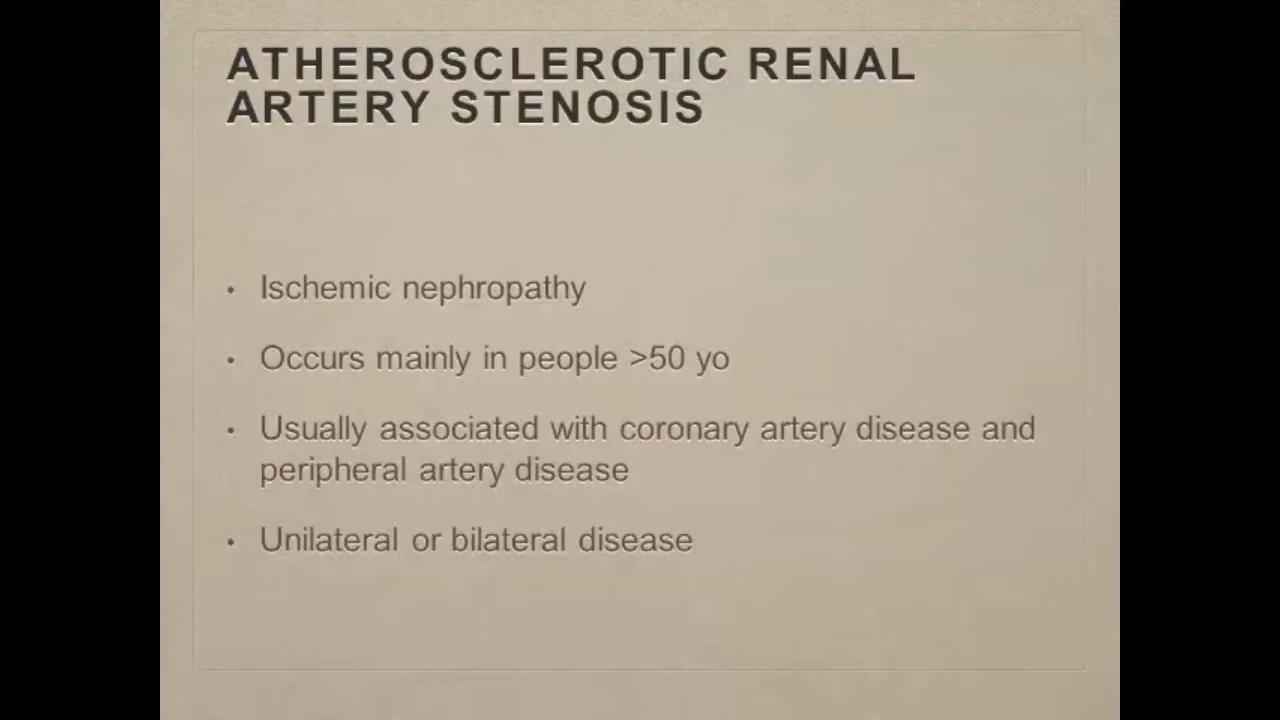 ATHEROSCLEROTIC RENAL
ARTERY STENOSIS
• Ischemic nephropathy
• Occurs mainly in people >50 yo
• Usually associated with coronary artery disease and
peripheral artery disease
• Unilateral or bilateral disease